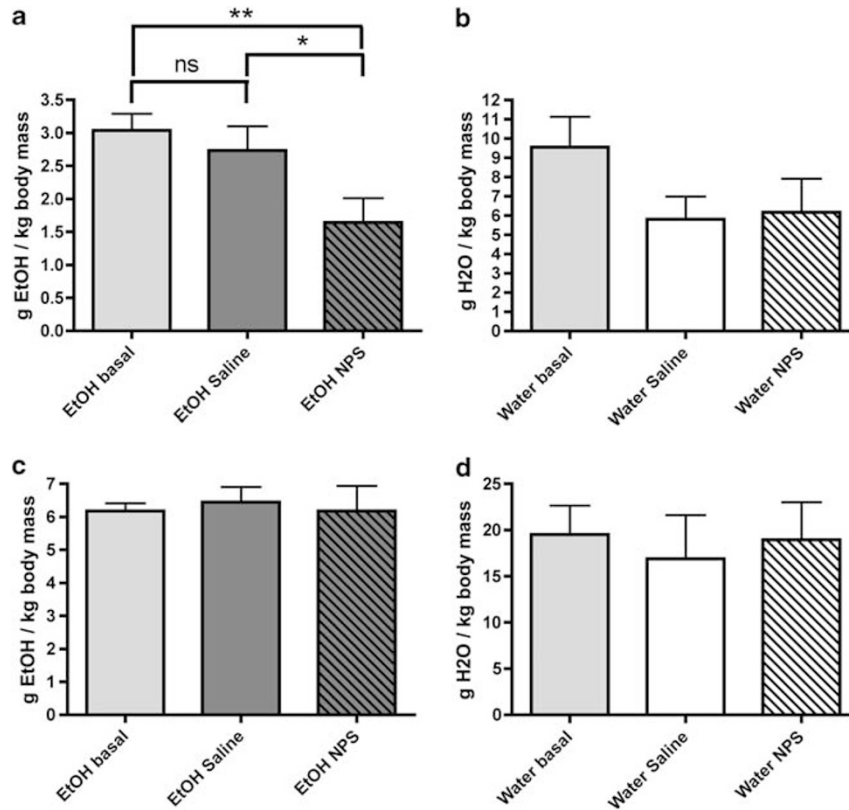 a
**
*
ns
g EtOH / kg body mass
3.5
3.0
2.5
2.0
1.5
1.0
0.5
0.0
EtOH basal
EtOH Saline
EtOH NPS
b
g H2O / kg body mass
12
11
10
9
8
7
6
5
4
3
2
1
0
Water basal
Water Saline
Water NPS
c
g EtOH / kg body mass
7
6
5
4
3
2
1
0
EtOH basal
EtOH Saline
EtOH NPS
d
g H2O / kg body mass
25
20
15
10
5
0
Water basal
Water Saline
Water NPS